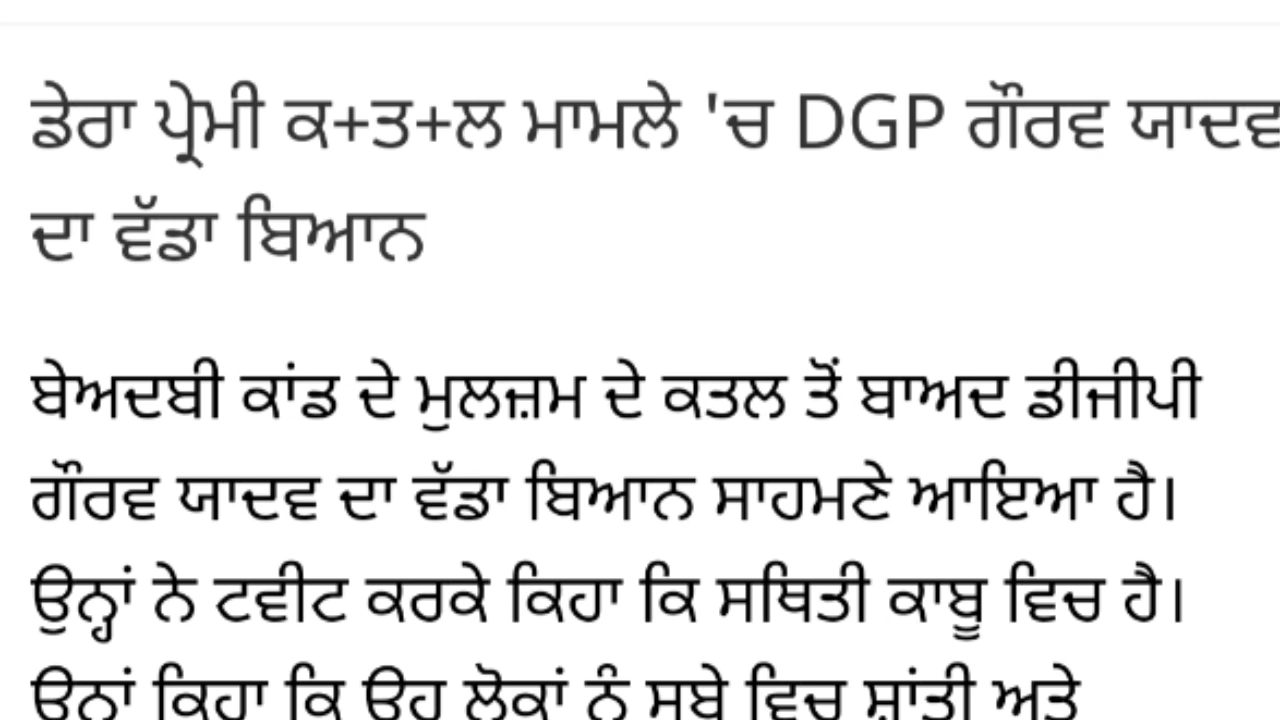 ਡੇਰਾ ਪ੍ਰੇਮੀ ਕ+ਤ+ਲ ਮਾਮਲੇ 'ਚ DGP ਗੌਰਵ ਯਾਦਵ
ਦਾ ਵੱਡਾ ਬਿਆਨ
ਬੇਅਦਬੀ ਕਾਂਡ ਦੇ ਮੁਲਜ਼ਮ ਦੇ ਕਤਲ ਤੋਂ ਬਾਅਦ ਡੀਜੀਪੀ
ਗੌਰਵ ਯਾਦਵ ਦਾ ਵੱਡਾ ਬਿਆਨ ਸਾਹਮਣੇ ਆਇਆ ਹੈ।
ਉਨ੍ਹਾਂ ਨੇ ਟਵੀਟ ਕਰਕੇ ਕਿਹਾ ਕਿ ਸਥਿਤੀ ਕਾਬੂ ਵਿਚ ਹੈ।
ਉਨ੍ਹਾਂ ਕਿਹਾ ਕਿ ਉਹ ਲੋਕਾਂ ਨੂੰ ਸੂਬੇ ਵਿਚ ਸ਼ਾਂਤੀ ਅਤੇ